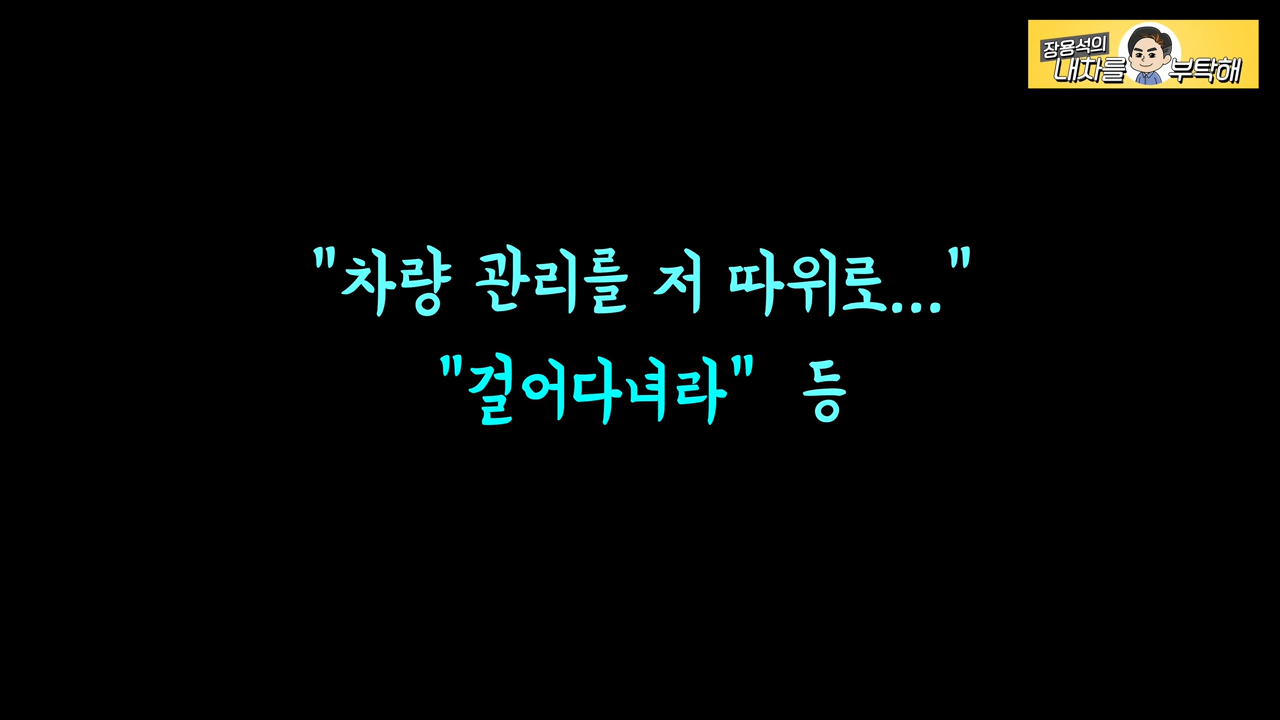 장용석의
내차를 부탁해
"차량 관리를 저 따위로..."
"걸어다녀라" 등